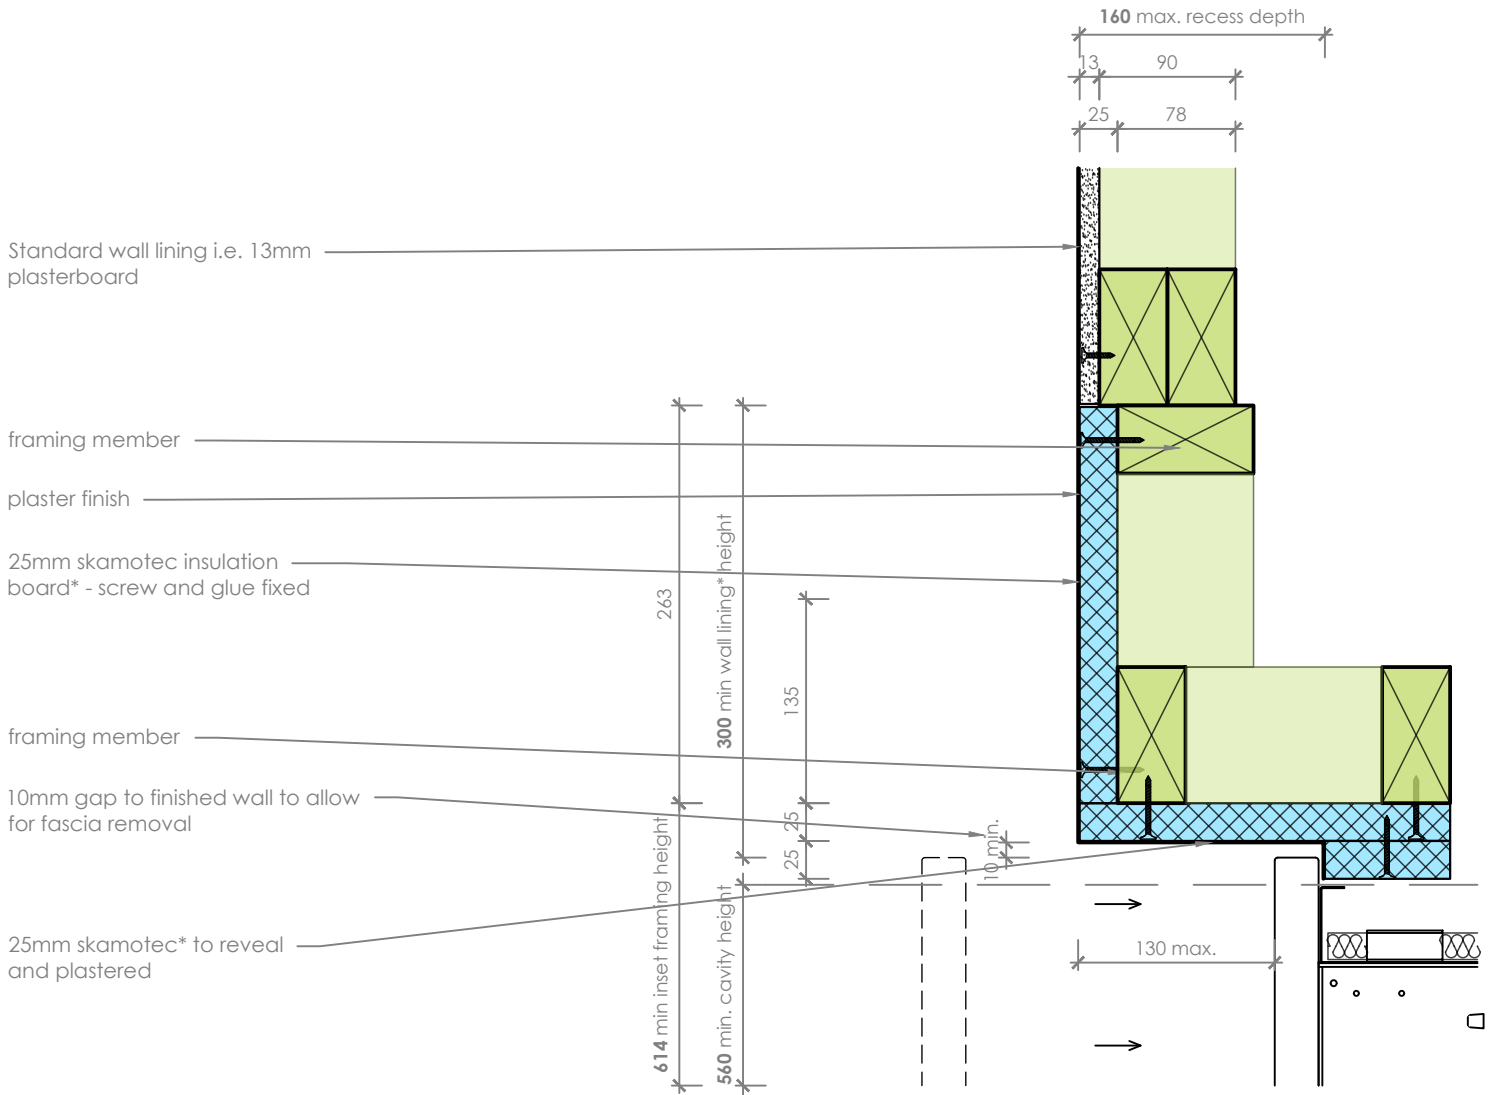 160 max. recess depth
13
90
25
78
Standard wall lining i.e. 13mm
plasterboard
framing member
plaster finish
25mm skamotec insulation
board* - screw and glue fixed
263
300 min wall lining* height
135
framing member
10mm gap to finished wall to allow
for fascia removal
25
25
10 min.
614 min inset framing height
560 min. cavity height
25mm skamotec* to reveal
and plastered
130 max.